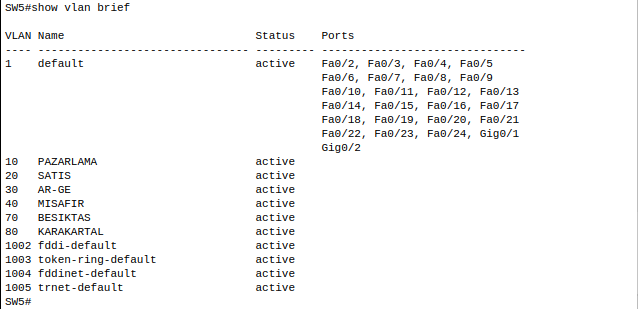 SW5#show vlan brief
VLAN Name                             Status    Ports
---- -------------------------------- --------- -------------------------------
1    default                          active    Fa0/2, Fa0/3, Fa0/4, Fa0/5
                                                Fa0/6, Fa0/7, Fa0/8, Fa0/9
                                                Fa0/10, Fa0/11, Fa0/12, Fa0/13
                                                Fa0/14, Fa0/15, Fa0/16, Fa0/17
                                                Fa0/18, Fa0/19, Fa0/20, Fa0/21
                                                Fa0/22, Fa0/23, Fa0/24, Gig0/1
                                                Gig0/2
10   PAZARLAMA                        active
20   SATIS                            active
30   AR-GE                            active
40   MISAFIR                          active
70   BESIKTAS                         active
80   KARAKARTAL                       active
1002 fddi-default                     active
1003 token-ring-default               active
1004 fddinet-default                  active
1005 trnet-default                    active
SW5#